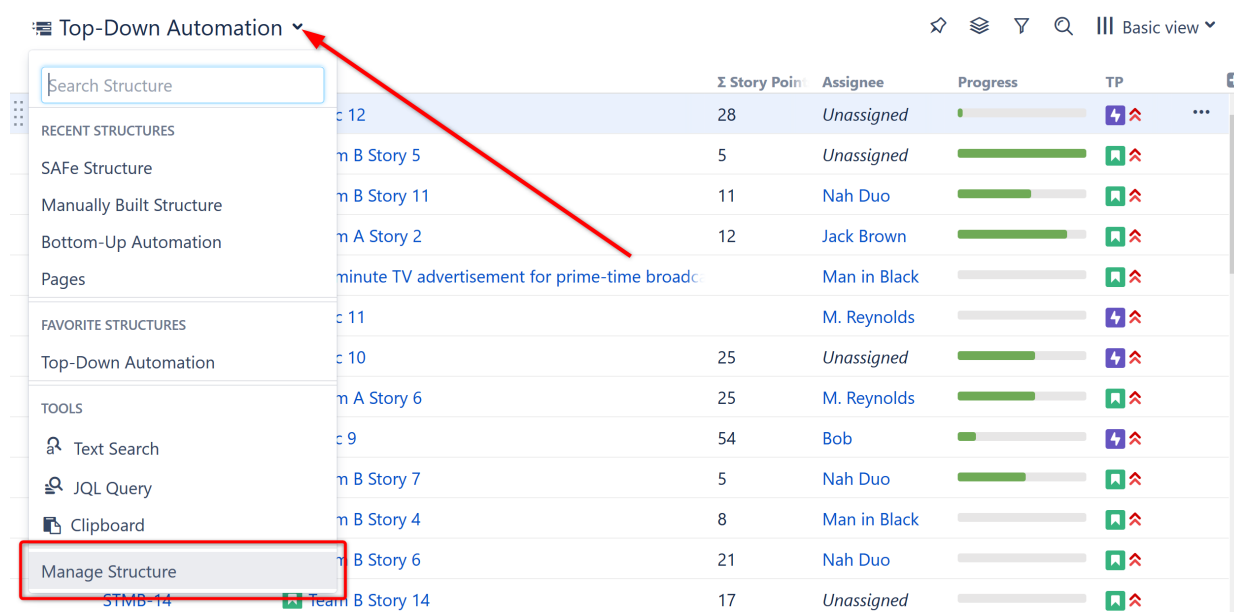 Top-Down Automation
Basic view
Search Structure
Σ Story Point Assignee Progress TP
RECENT STRUCTURES
SAFe Structure
Manually Built Structure
Bottom-Up Automation
Pages
FAVORITE STRUCTURES
Top-Down Automation
TOOLS
Text Search
JQL Query
Clipboard
Manage Structure
c 12 28 Unassigned
m B Story 5 5 Unassigned
m B Story 11 11 Nah Duo
m A Story 2 12 Jack Brown
minute TV advertisement for prime-time broadc Man in Black
c 11 M. Reynolds
c 10 25 Unassigned
m A Story 6 25 M. Reynolds
c 9 54 Bob
m B Story 7 5 Nah Duo
m B Story 4 8 Man in Black
m B Story 6 21 Nah Duo
STMB-14 Team B Story 14 17 Unassigned